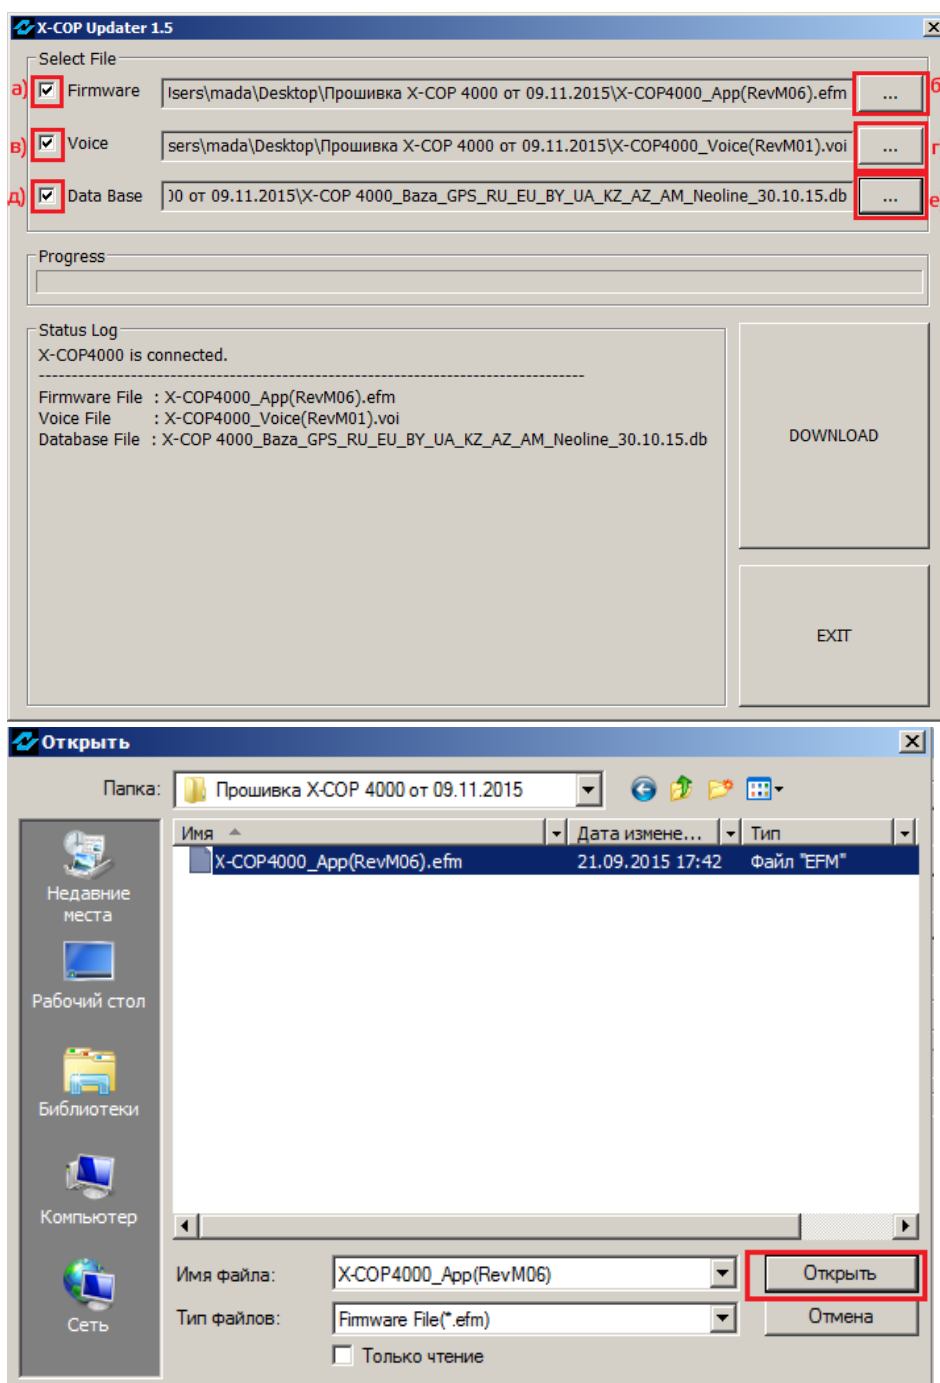 X-COP Updater 1.5
Select File
а) Firmware lsers\mada\Desktop\Прошивка X-COP 4000 от 09.11.2015\X-COP4000_App(RevM06).efm ... б
в) Voice sers\mada\Desktop\Прошивка X-COP 4000 от 09.11.2015\X-COP4000_Voice(RevM01).voi ... г
д) Data Base 00 от 09.11.2015\X-COP 4000_Baza_GPS_RU_EU_BY_UA_KZ_AZ_AM_Neoline_30.10.15.db ... е
Progress
Status Log
X-COP4000 is connected.
------------------------------------------------------------------------------------
Firmware File : X-COP4000_App(RevM06).efm
Voice File : X-COP4000_Voice(RevM01).voi
Database File : X-COP 4000_Baza_GPS_RU_EU_BY_UA_KZ_AZ_AM_Neoline_30.10.15.db
DOWNLOAD
EXIT
Открыть
Папка: Прошивка X-COP 4000 от 09.11.2015
Имя Дата измене... Тип
X-COP4000_App(RevM06).efm 21.09.2015 17:42 Файл "EFM"
Недавние
места
Рабочий стол
Библиотеки
Компьютер
Сеть
Имя файла: X-COP4000_App(RevM06) Открыть
Тип файлов: Firmware File(*.efm) Отмена
Только чтение